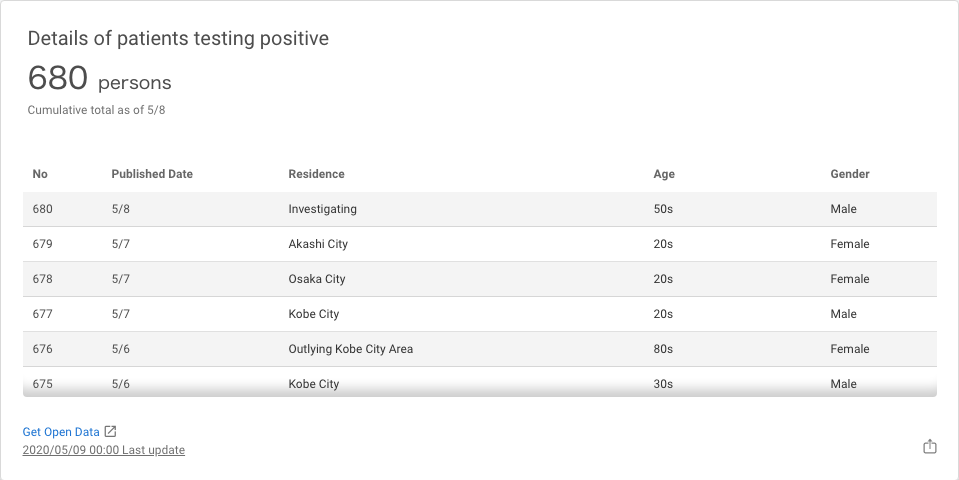 Details of patients testing positive
680 persons
Cumulative total as of 5/8
No Published Date Residence Age Gender
680 5/8 Investigating 50s Male
679 5/7 Akashi City 20s Female
678 5/7 Osaka City 20s Female
677 5/7 Kobe City 20s Male
676 5/6 Outlying Kobe City Area 80s Female
675 5/6 Kobe City 30s Male
Get Open Data
2020/05/09 00:00 Last update